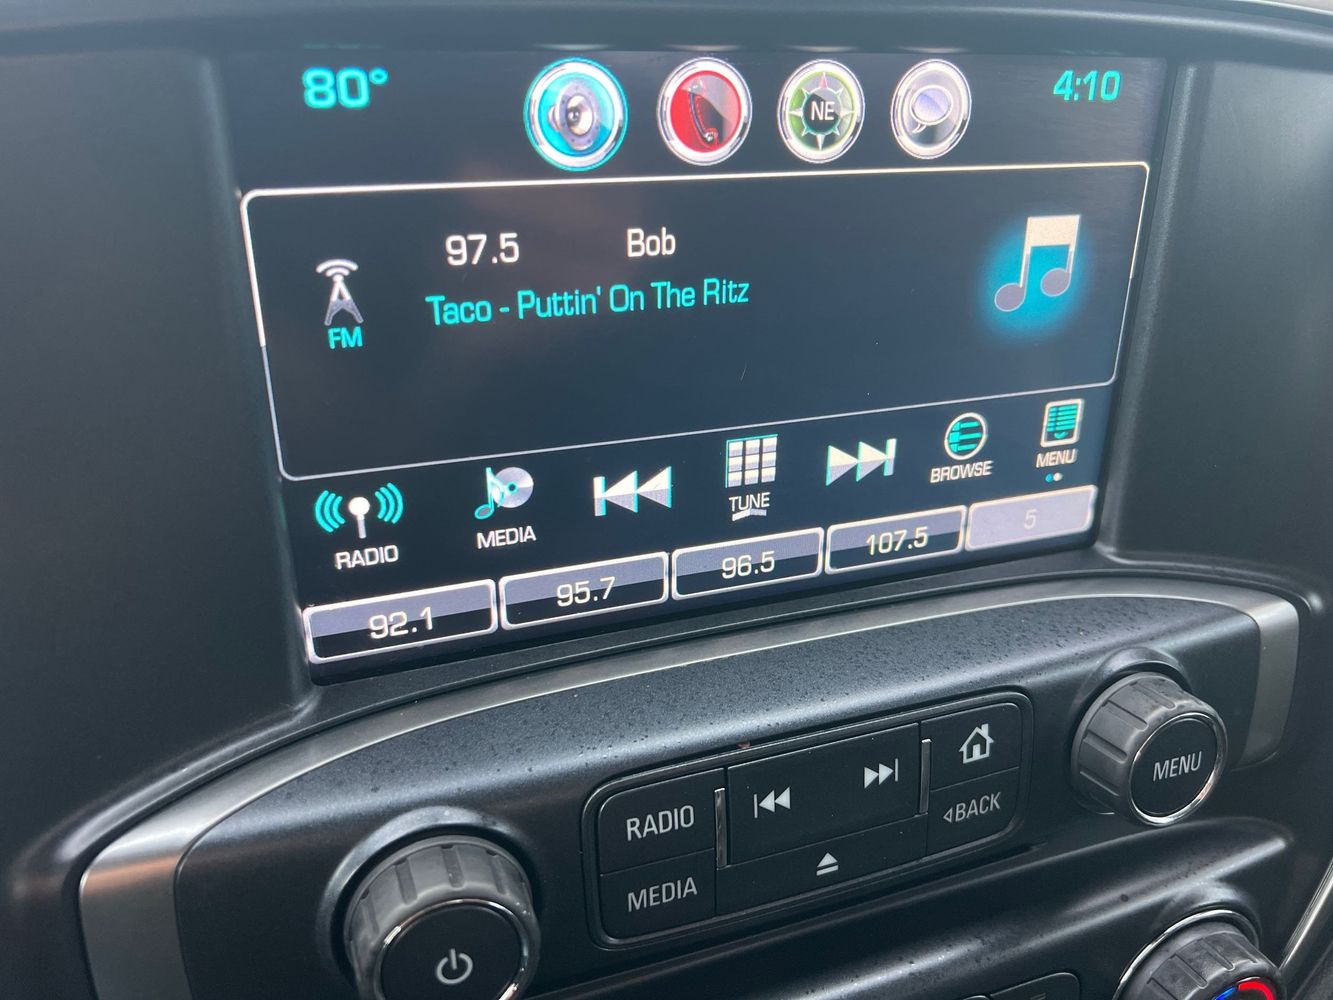 80°
NE
4:10
97.5 Bob
Taco - Puttin' On The Ritz
FM
RADIO
MEDIA
TUNE
BROWSE
MENU
92.1
95.7
96.5
107.5
5
RADIO
MEDIA
BACK
MENU